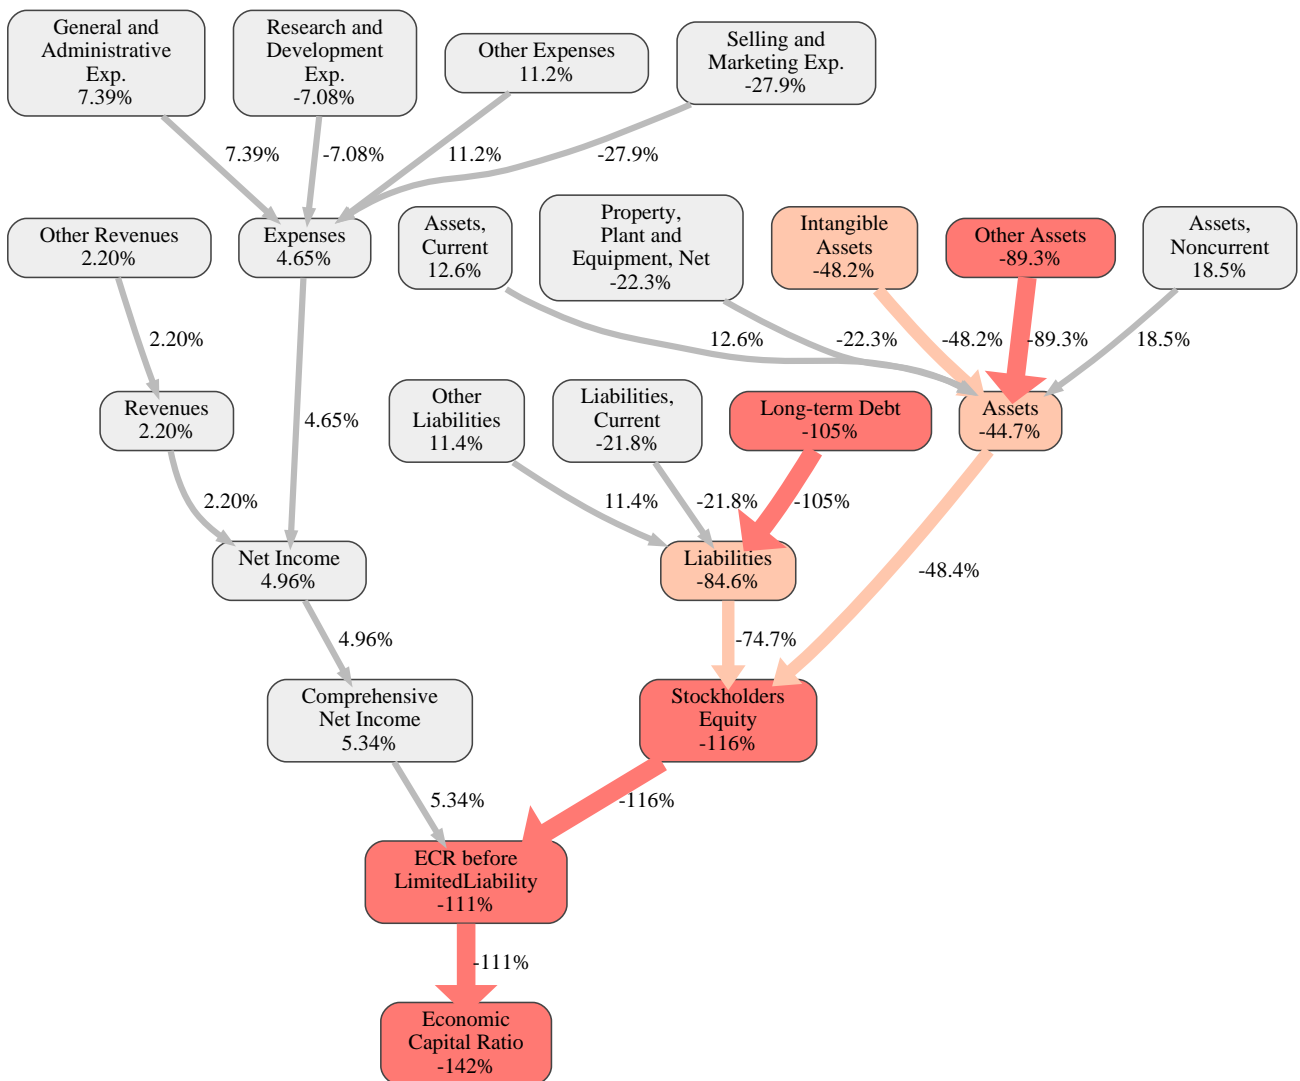 General and
Administrative
Exp.
7.39%
Research and
Development
Exp.
-7.08%
Other Expenses
11.2%
Selling and
Marketing Exp.
-27.9%
7.39%
-7.08%
11.2%
-27.9%
Other Revenues
2.20%
Expenses
4.65%
Assets,
Current
12.6%
Property,
Plant and
Equipment, Net
-22.3%
Intangible
Assets
-48.2%
Other Assets
-89.3%
Assets,
Noncurrent
18.5%
2.20%
12.6%
-22.3%
-48.2%
-89.3%
18.5%
Revenues
2.20%
4.65%
Other
Liabilities
11.4%
Liabilities,
Current
-21.8%
Long-term Debt
-105%
Assets
-44.7%
2.20%
11.4%
-21.8%
-105%
Net Income
4.96%
Liabilities
-84.6%
-48.4%
4.96%
-74.7%
Comprehensive
Net Income
5.34%
Stockholders
Equity
-116%
5.34%
-116%
ECR before
LimitedLiability
-111%
-111%
Economic
Capital Ratio
-142%